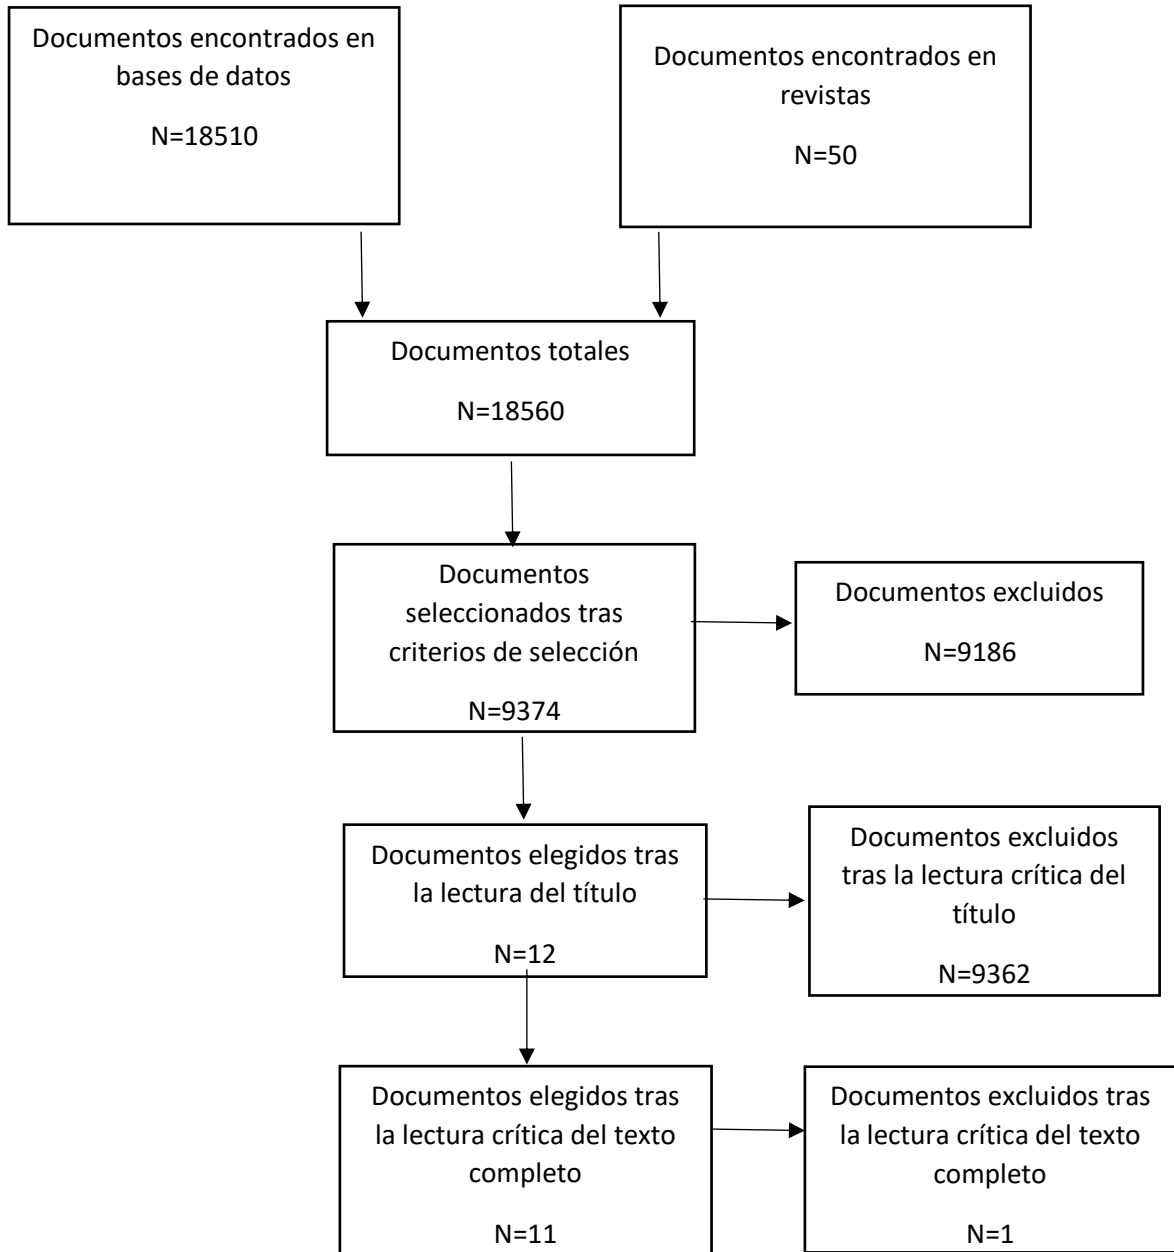 Documentos encontrados en
bases de datos
N=18510
Documentos encontrados en
revistas
N=50
Documentos totales
N=18560
Documentos
seleccionados tras
criterios de selección
N=9374
Documentos excluidos
N=9186
Documentos elegidos tras
la lectura del título
N=12
Documentos excluidos
tras la lectura crítica del
título
N=9362
Documentos elegidos tras
la lectura crítica del texto
completo
N=11
Documentos excluidos tras
la lectura crítica del texto
completo
N=1